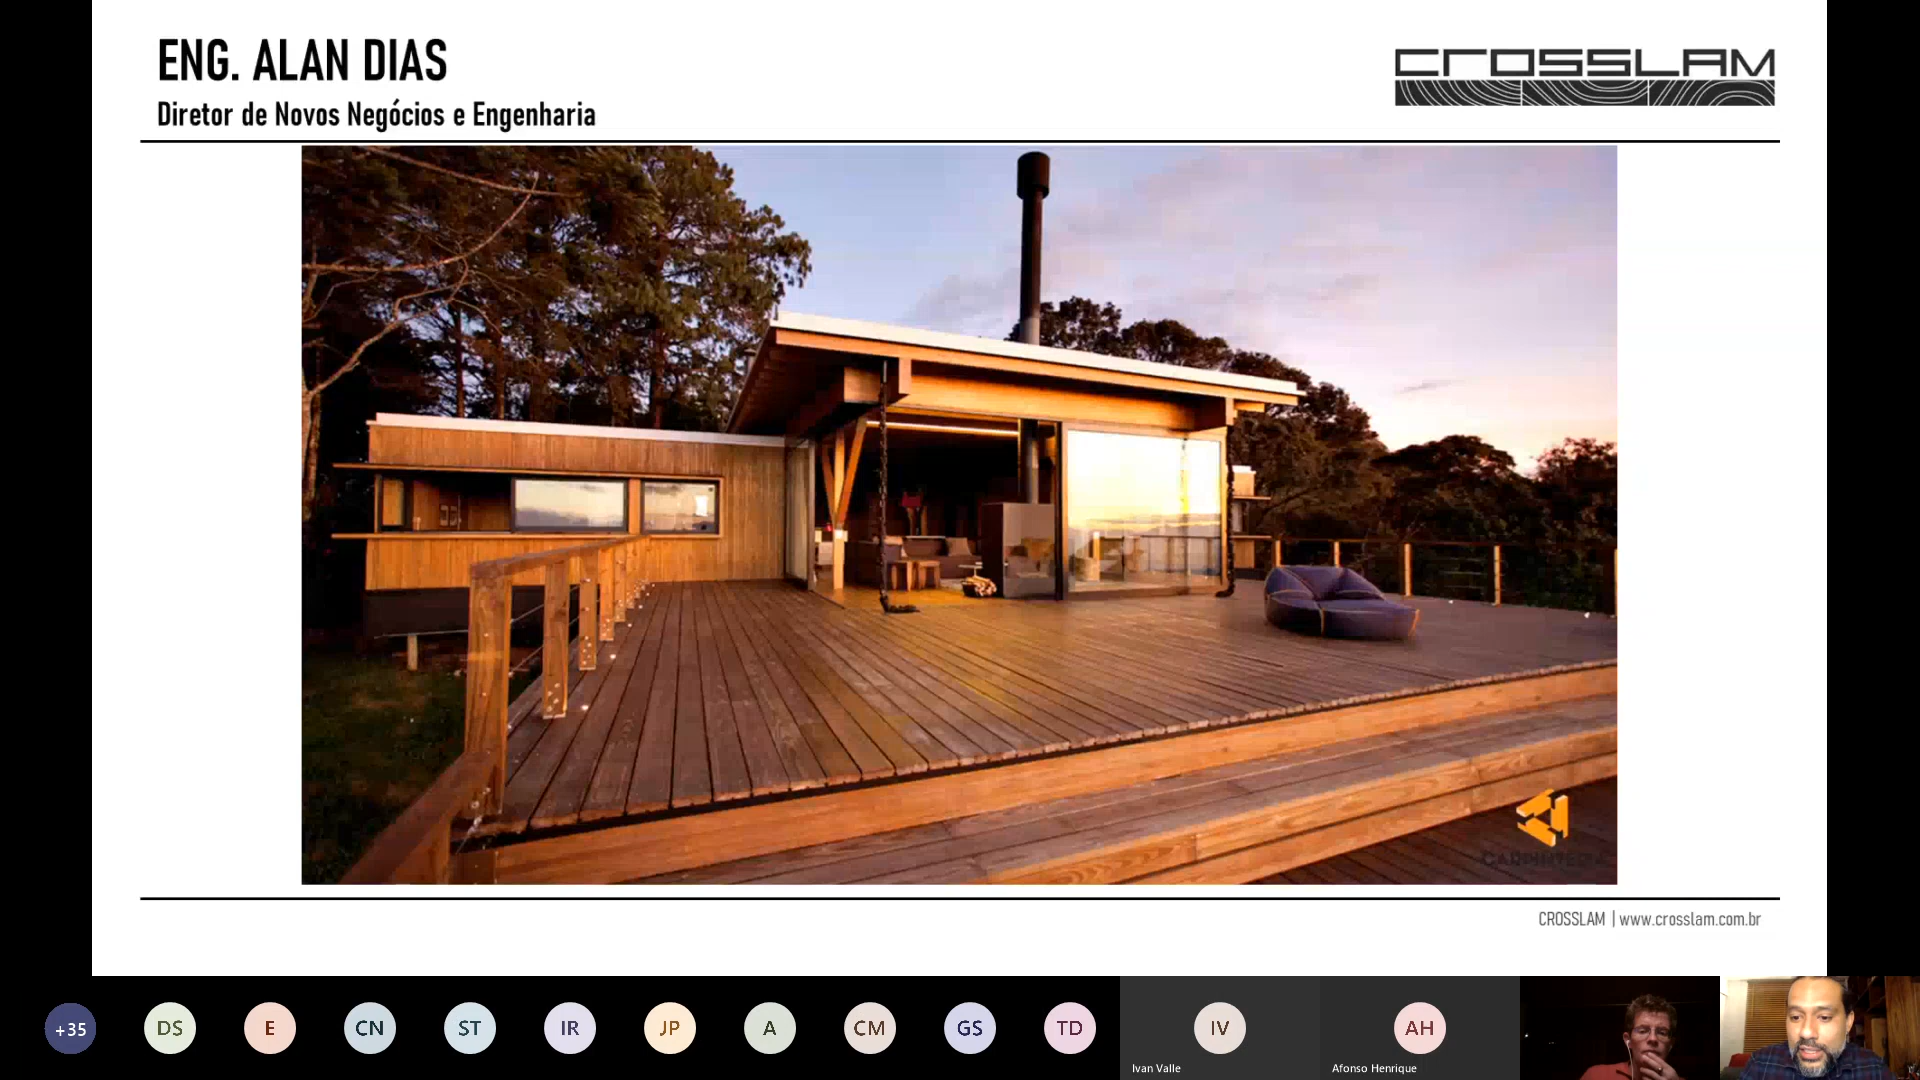 ENG. ALAN DIAS
Diretor de Novos Negócios e Engenharia
CROSSLAM
CARPINTERIA
CROSSLAM | www.crosslam.com.br
+35
DS
E
CN
ST
IR
JP
A
CM
GS
TD
IV
Ivan Valle
AH
Afonso Henrique